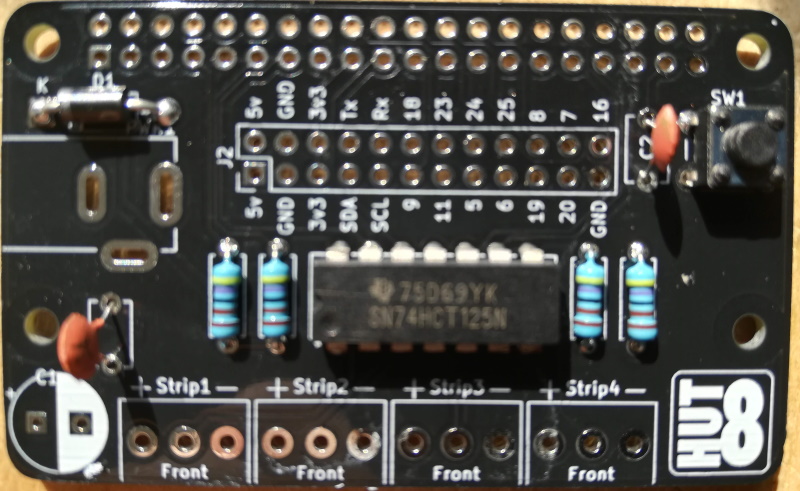 K D1
SW1
5v GND 3v3 Tx Rx 18 23 24 25 8 7 16
J2
C2
5v GND 3v3 SDA SCL 9 11 5 6 19 20 GND
75D69YK
SN74HCT125N
C1
+ Strip1 — + Strip2 — + Strip3 — + Strip4 —
Front Front Front Front
+
HUT8